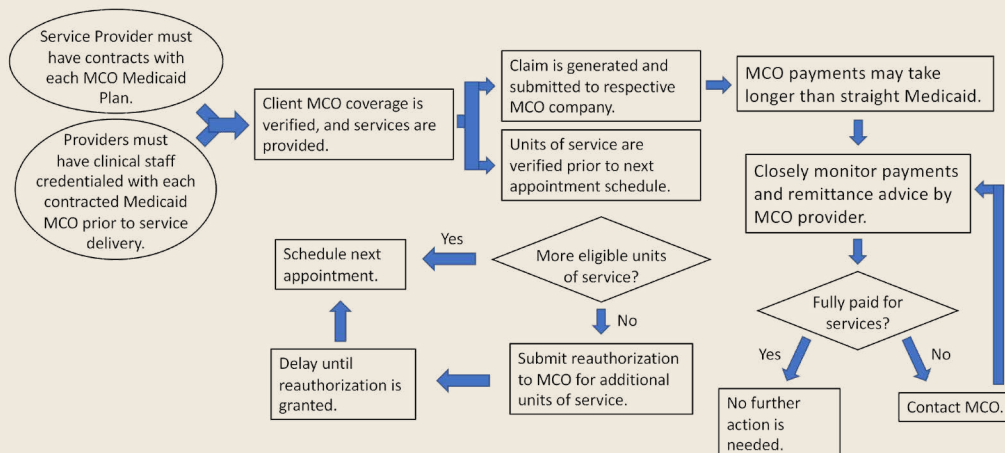 Service Provider must
have contracts with
each MCO Medicaid
Plan.
Providers must
have clinical staff
credentialed with each
contracted Medicaid
MCO prior to service
delivery.
Client MCO coverage is
verified, and services are
provided.
Claim is generated and
submitted to respective
MCO company.
Units of service are
verified prior to next
appointment schedule.
MCO payments may take
longer than straight Medicaid.
Closely monitor payments
and remittance advice by
MCO provider.
More eligible units
of service?
Yes
Schedule next
appointment.
No
Submit reauthorization
to MCO for additional
units of service.
Delay until
reauthorization is
granted.
Fully paid for
services?
Yes
No
No further
action is
needed.
Contact MCO.